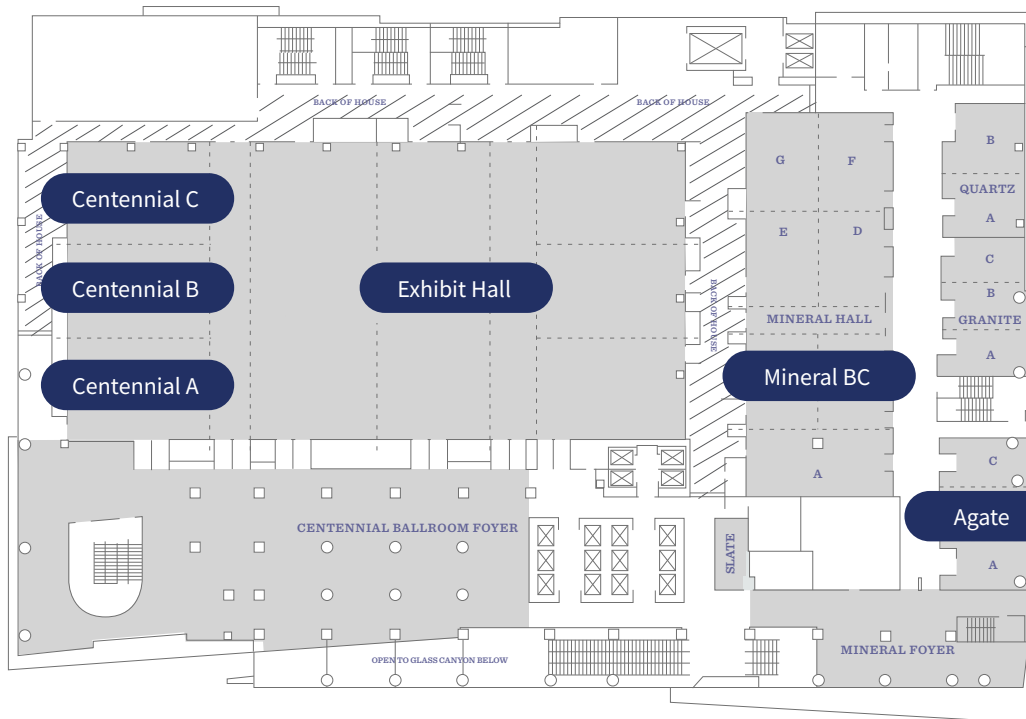 BACK OF HOUSE
BACK OF HOUSE
B
G
F
QUARTZ
Centennial C
A
BACK OF HOUSE
E
D
C
Centennial B
Exhibit Hall
BACK OF HOUSE
B
MINERAL HALL
GRANITE
A
Centennial A
Mineral BC
C
A
Agate
CENTENNIAL BALLROOM FOYER
SLATE
A
MINERAL FOYER
OPEN TO GLASS CANYON BELOW